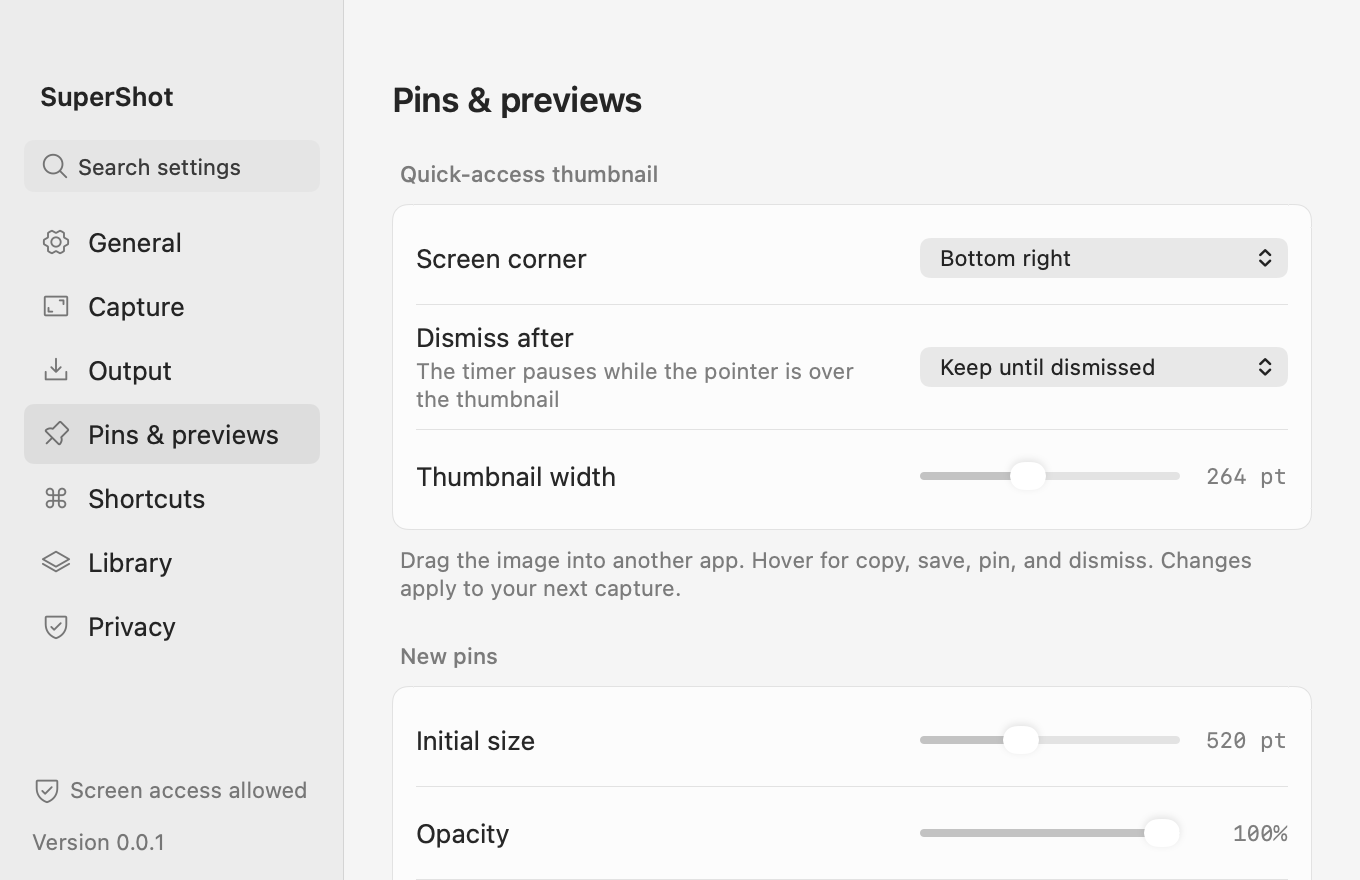 SuperShot
Search settings
General
Capture
Output
Pins & previews
Shortcuts
Library
Privacy
Screen access allowed
Version 0.0.1
Pins & previews
Quick-access thumbnail
Screen corner
Bottom right
Dismiss after
The timer pauses while the pointer is over
the thumbnail
Keep until dismissed
Thumbnail width
264 pt
Drag the image into another app. Hover for copy, save, pin, and dismiss. Changes
apply to your next capture.
New pins
Initial size
520 pt
Opacity
100%